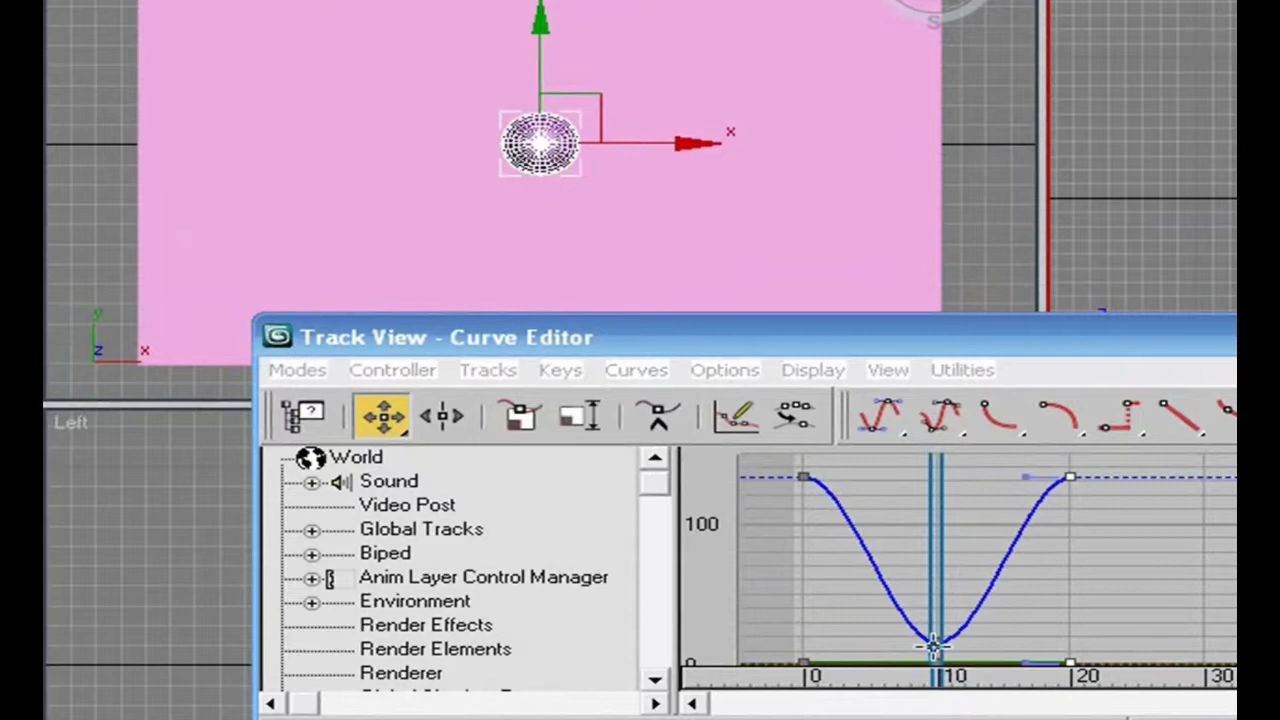 S
x
y
z
x
Track View - Curve Editor
Modes Controller Tracks Keys Curves Options Display View Utilities
Left
?
World
Sound
Video Post
Global Tracks
Biped
Anim Layer Control Manager
Environment
Render Effects
Render Elements
Renderer
100
0
0 10 20 30